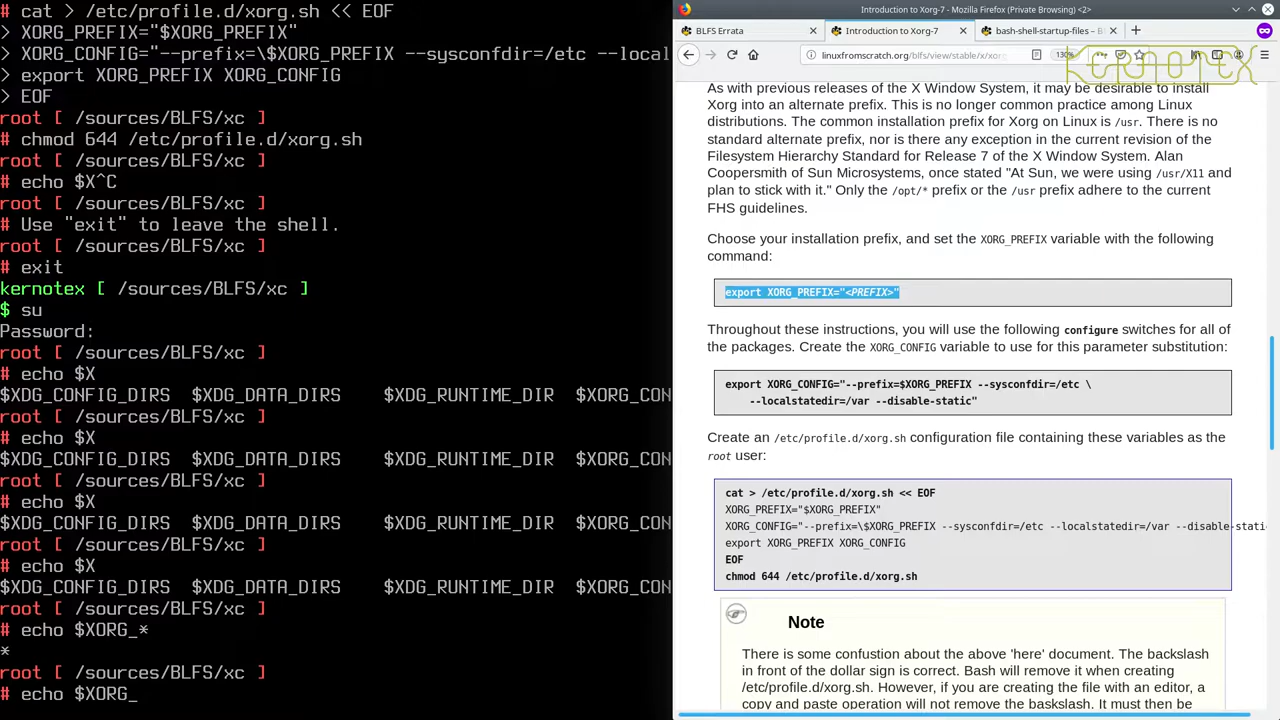 # cat > /etc/profile.d/xorg.sh << EOF
> XORG_PREFIX="$XORG_PREFIX"
> XORG_CONFIG="--prefix=\$XORG_PREFIX --sysconfdir=/etc --local
> export XORG_PREFIX XORG_CONFIG
> EOF
root [ /sources/BLFS/xc ]
# chmod 644 /etc/profile.d/xorg.sh
root [ /sources/BLFS/xc ]
# echo $X^C
root [ /sources/BLFS/xc ]
# Use "exit" to leave the shell.
root [ /sources/BLFS/xc ]
# exit
kernotex [ /sources/BLFS/xc ]
$ su
Password:
root [ /sources/BLFS/xc ]
# echo $X
$XDG_CONFIG_DIRS  $XDG_DATA_DIRS    $XDG_RUNTIME_DIR  $XORG_CON
root [ /sources/BLFS/xc ]
# echo $X
$XDG_CONFIG_DIRS  $XDG_DATA_DIRS    $XDG_RUNTIME_DIR  $XORG_CON
root [ /sources/BLFS/xc ]
# echo $X
$XDG_CONFIG_DIRS  $XDG_DATA_DIRS    $XDG_RUNTIME_DIR  $XORG_CON
root [ /sources/BLFS/xc ]
# echo $X
$XDG_CONFIG_DIRS  $XDG_DATA_DIRS    $XDG_RUNTIME_DIR  $XORG_CON
root [ /sources/BLFS/xc ]
# echo $XORG_*
*
root [ /sources/BLFS/xc ]
# echo $XORG_
Introduction to Xorg-7 - Mozilla Firefox (Private Browsing) <2>
BLFS Errata
Introduction to Xorg-7
bash-shell-startup-files – Bl
linuxfromscratch.org/blfs/view/stable/x/xorg
130%
KERNOTEX
As with previous releases of the X Window System, it may be desirable to install
Xorg into an alternate prefix. This is no longer common practice among Linux
distributions. The common installation prefix for Xorg on Linux is /usr. There is no
standard alternate prefix, nor is there any exception in the current revision of the
Filesystem Hierarchy Standard for Release 7 of the X Window System. Alan
Coopersmith of Sun Microsystems, once stated "At Sun, we were using /usr/X11 and
plan to stick with it." Only the /opt/* prefix or the /usr prefix adhere to the current
FHS guidelines.
Choose your installation prefix, and set the XORG_PREFIX variable with the following
command:
export XORG_PREFIX="<PREFIX>"
Throughout these instructions, you will use the following configure switches for all of
the packages. Create the XORG_CONFIG variable to use for this parameter substitution:
export XORG_CONFIG="--prefix=$XORG_PREFIX --sysconfdir=/etc \
--localstatedir=/var --disable-static"
Create an /etc/profile.d/xorg.sh configuration file containing these variables as the
root user:
cat > /etc/profile.d/xorg.sh << EOF
XORG_PREFIX="$XORG_PREFIX"
XORG_CONFIG="--prefix=\$XORG_PREFIX --sysconfdir=/etc --localstatedir=/var --disable-static
export XORG_PREFIX XORG_CONFIG
EOF
chmod 644 /etc/profile.d/xorg.sh
Note
There is some confustion about the above 'here' document. The backslash
in front of the dollar sign is correct. Bash will remove it when creating
/etc/profile.d/xorg.sh. However, if you are creating the file with an editor, a
copy and paste operation will not remove the backslash. It must then be